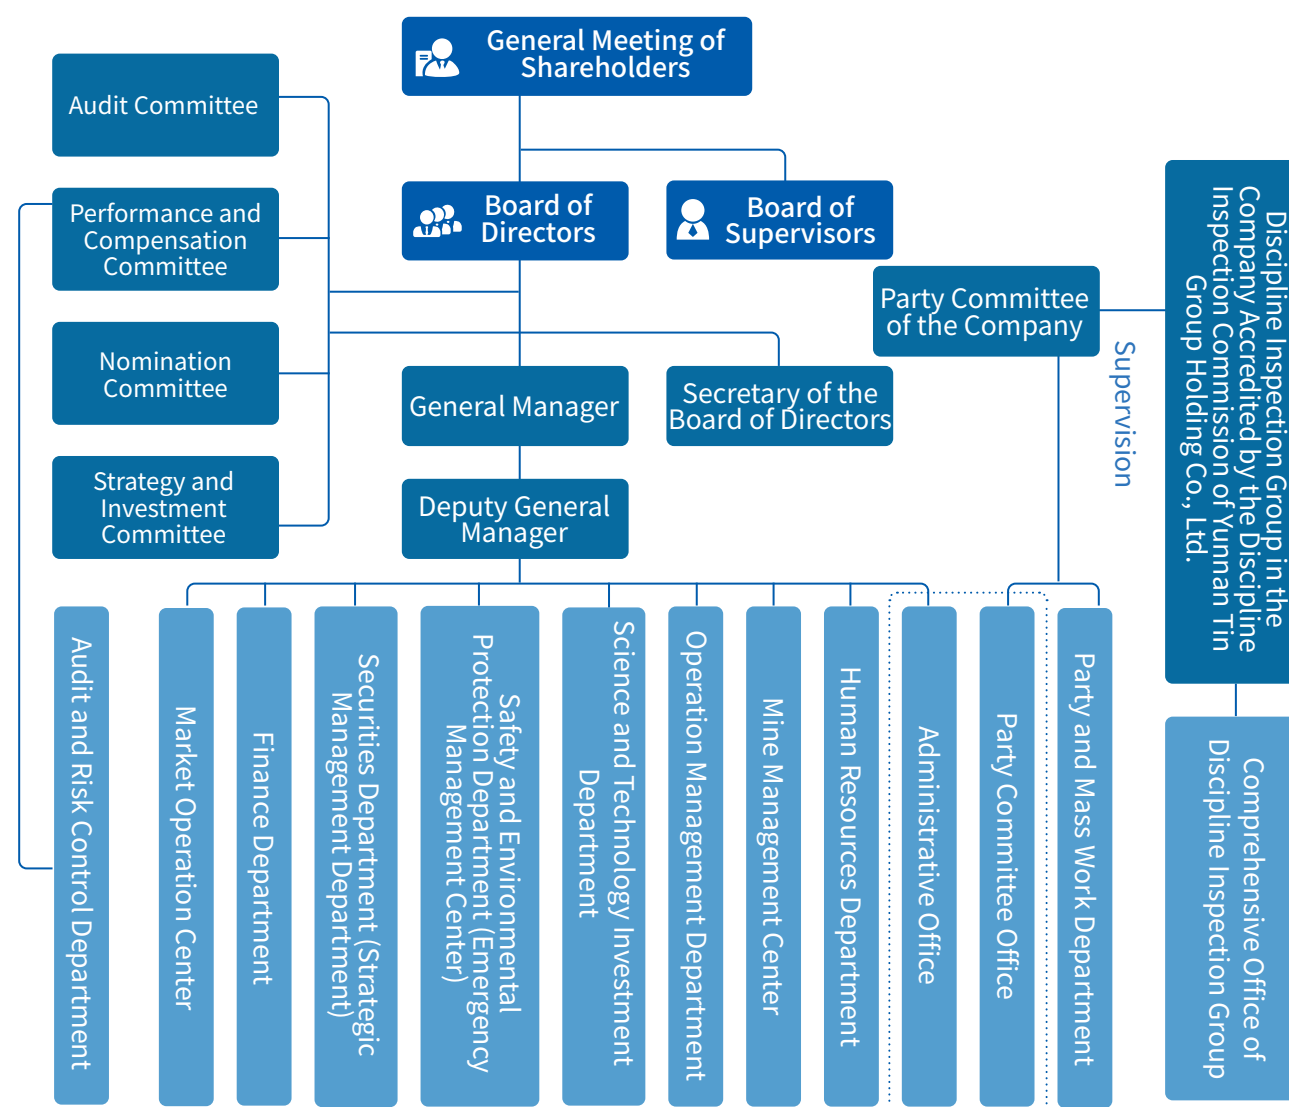 General Meeting of
Shareholders
Audit Committee
Performance and
Compensation
Committee
Nomination
Committee
Strategy and
Investment
Committee
Board of
Directors
Board of
Supervisors
Party Committee
of the Company
Supervision
Discipline Inspection Group in the
Company Accredited by the Discipline
Inspection Commission of Yunnan Tin
Group Holding Co., Ltd.
General Manager
Secretary of the
Board of Directors
Deputy General
Manager
Audit and Risk Control Department
Market Operation Center
Finance Department
Securities Department (Strategic
Management Department)
Safety and Environmental
Protection Department (Emergency
Management Center)
Science and Technology Investment
Department
Operation Management Department
Mine Management Center
Human Resources Department
Administrative Office
Party Committee Office
Party and Mass Work Department
Comprehensive Office of
Discipline Inspection Group